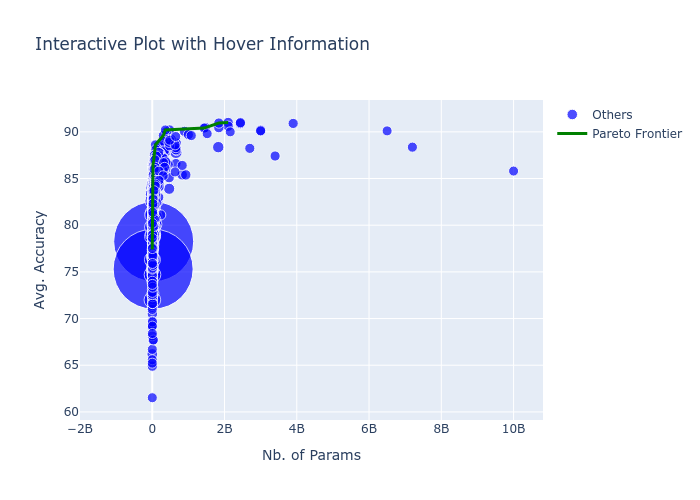 Interactive Plot with Hover Information
Others
Pareto Frontier
90
85
80
75
70
65
60
−2B 0 2B 4B 6B 8B 10B
Avg. Accuracy
Nb. of Params